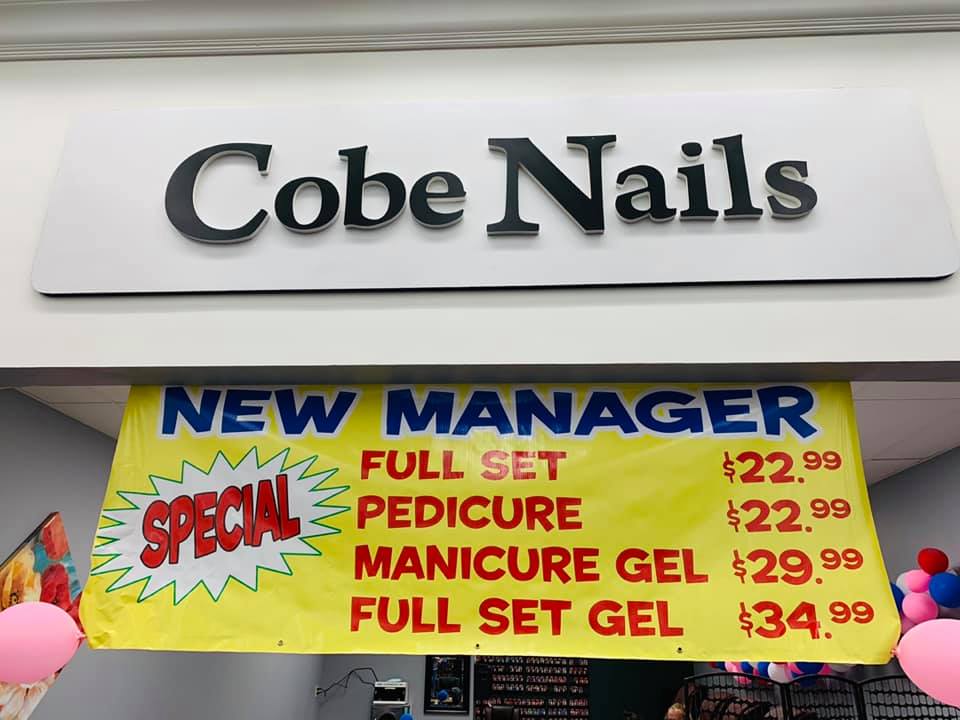 Cobe Nails
NEW MANAGER
SPECIAL
FULL SET $22.99
PEDICURE $22.99
MANICURE GEL $29.99
FULL SET GEL $34.99